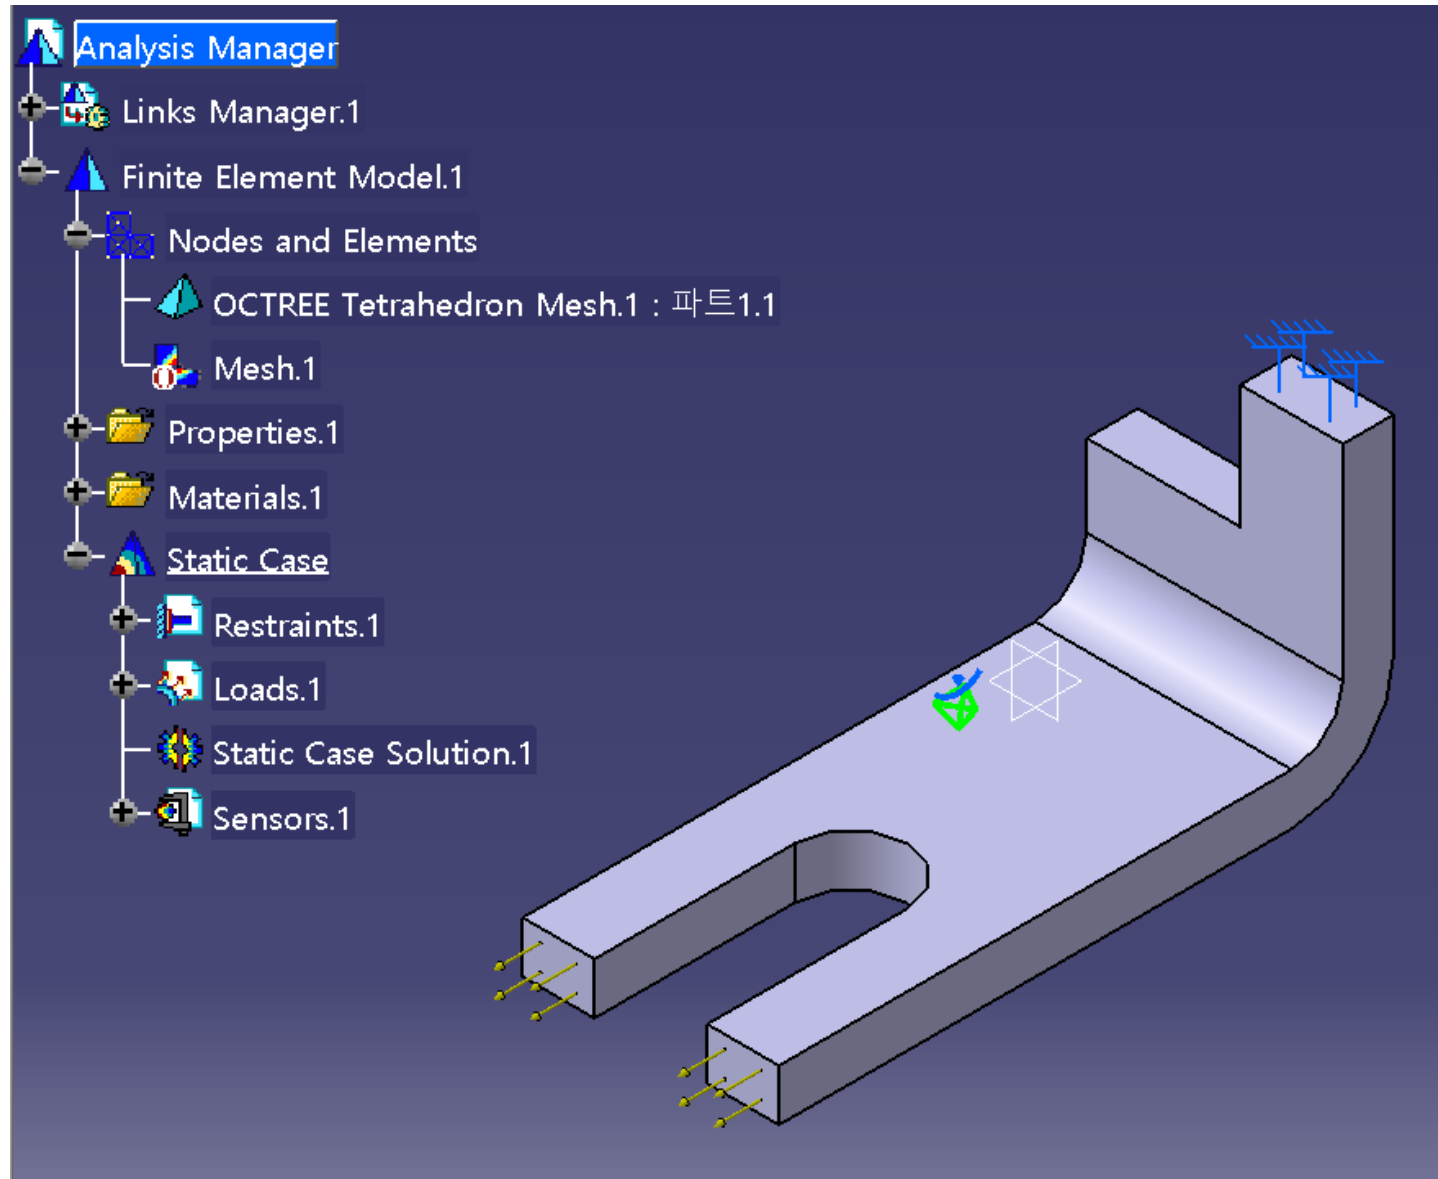 Analysis Manager
Links Manager.1
Finite Element Model.1
Nodes and Elements
OCTREE Tetrahedron Mesh.1 : 파트1.1
Mesh.1
Properties.1
Materials.1
Static Case
Restraints.1
Loads.1
Static Case Solution.1
Sensors.1